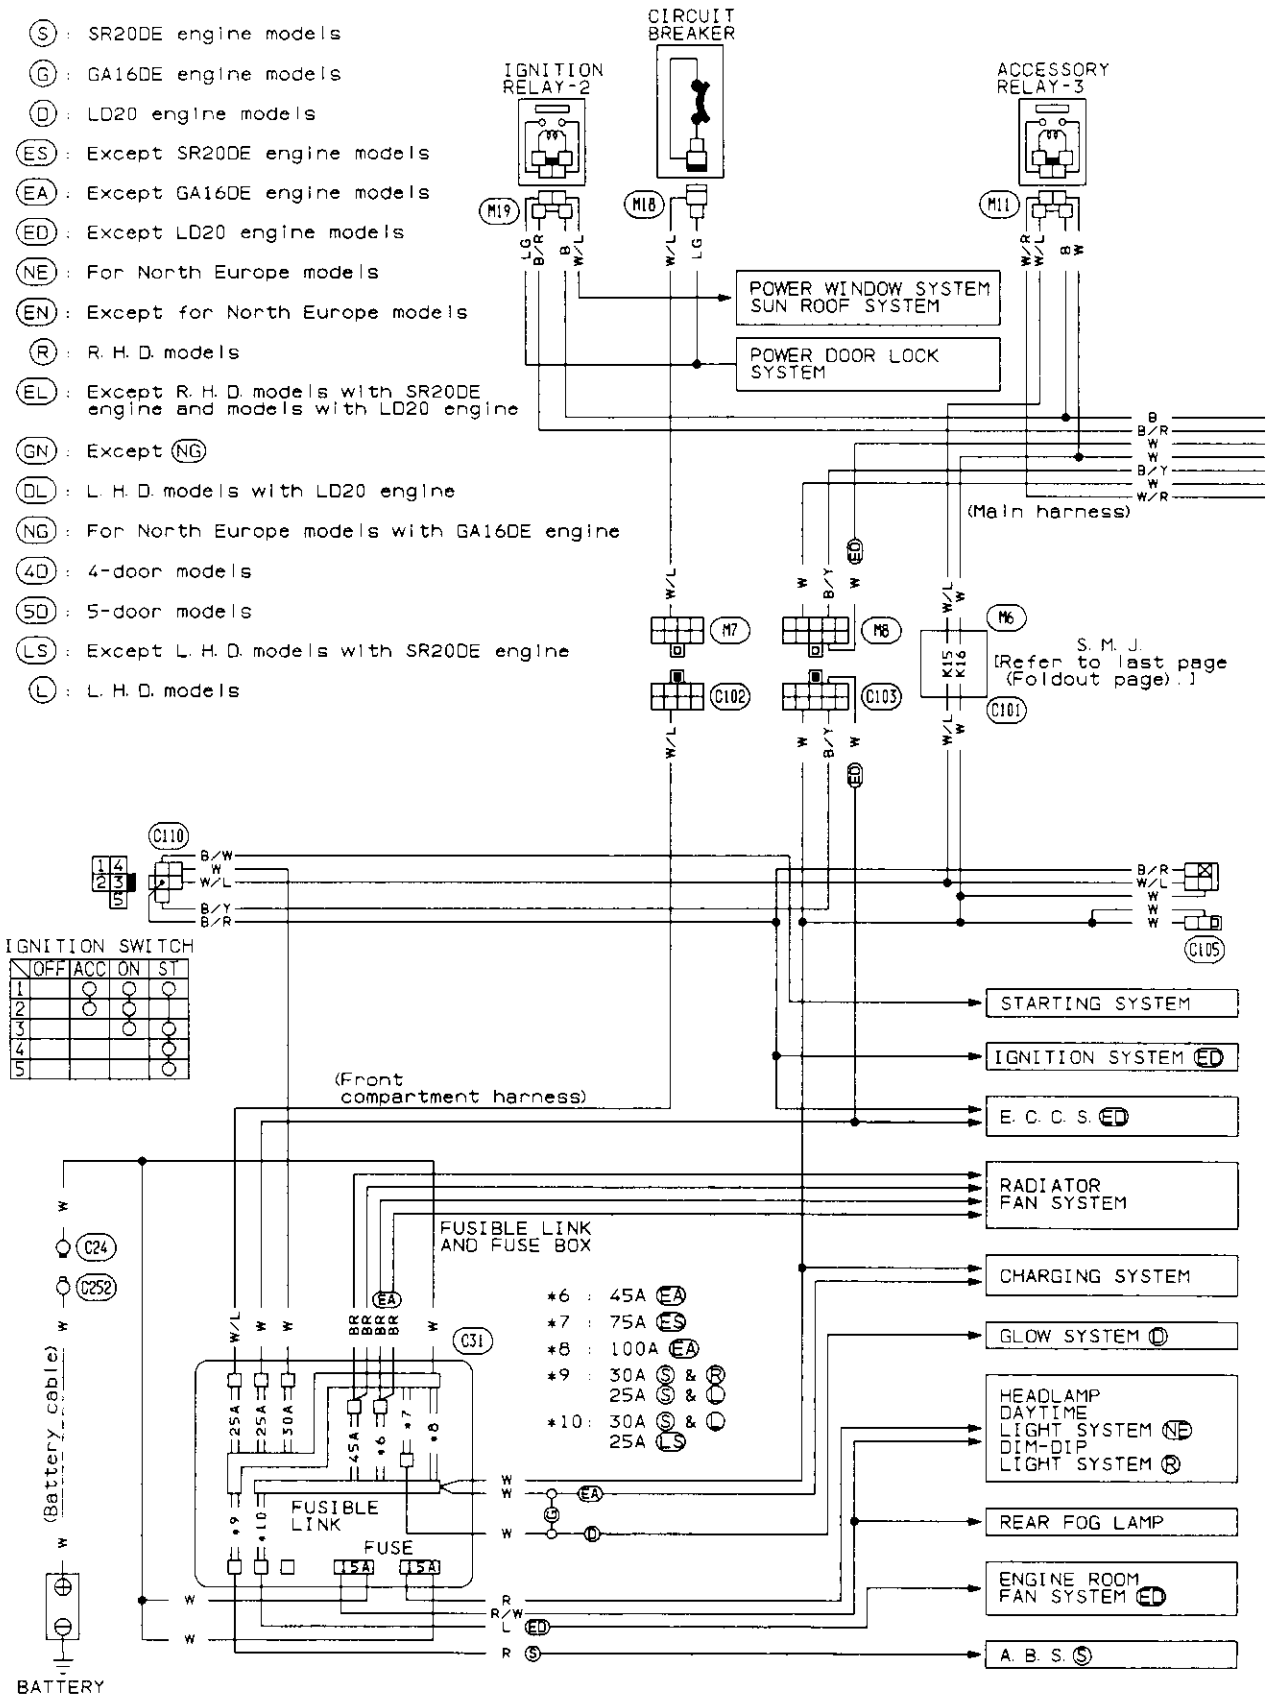 S : SR20DE engine models
G : GA16DE engine models
D : LD20 engine models
ES : Except SR20DE engine models
EA : Except GA16DE engine models
ED : Except LD20 engine models
NE : For North Europe models
EN : Except for North Europe models
R : R. H. D. models
EL : Except R. H. D. models with SR20DE
engine and models with LD20 engine
GN : Except NG
DL : L. H. D. models with LD20 engine
NG : For North Europe models with GA16DE engine
4D : 4-door models
5D : 5-door models
LS : Except L. H. D. models with SR20DE engine
L : L. H. D. models
IGNITION
RELAY-2
CIRCUIT
BREAKER
ACCESSORY
RELAY-3
M19
M18
M11
LG
B/R
B
W/L
W/L
LG
W/R
W/L
B
W
POWER WINDOW SYSTEM
SUN ROOF SYSTEM
POWER DOOR LOCK
SYSTEM
B
B/R
W
W
B/Y
W
W/R
(Main harness)
ED
W/L
W
B/Y
W
W/L
W
M7
M8
M6
K15
K16
S. M. J.
[Refer to last page
(Foldout page).]
C102
C103
C101
W/L
W
B/Y
W
W/L
W
ED
C110
1 4
2 3
5
B/W
W
W/L
B/Y
B/R
B/R
W/L
W
W
W
C105
IGNITION SWITCH
OFF ACC ON ST
1
2
3
4
5
STARTING SYSTEM
IGNITION SYSTEM ED
(Front
compartment harness)
E. C. C. S. ED
RADIATOR
FAN SYSTEM
W
C24
C252
W
(Battery cable)
W
BATTERY
FUSIBLE LINK
AND FUSE BOX
EA
W/L
W
W
BR
BR
BR
BR
W
C31
25A
25A
30A
45A
*6
*7
*8
*9
*10
FUSIBLE
LINK
FUSE
15A
15A
*6 : 45A EA
*7 : 75A ES
*8 : 100A EA
*9 : 30A S & R
25A S & L
*10 : 30A S & L
25A LS
CHARGING SYSTEM
GLOW SYSTEM D
HEADLAMP
DAYTIME
LIGHT SYSTEM NE
DIM-DIP
LIGHT SYSTEM R
W
W
EA
G
W
D
REAR FOG LAMP
ENGINE ROOM
FAN SYSTEM ED
A. B. S. S
W
W
R
R/W
L ED
R S